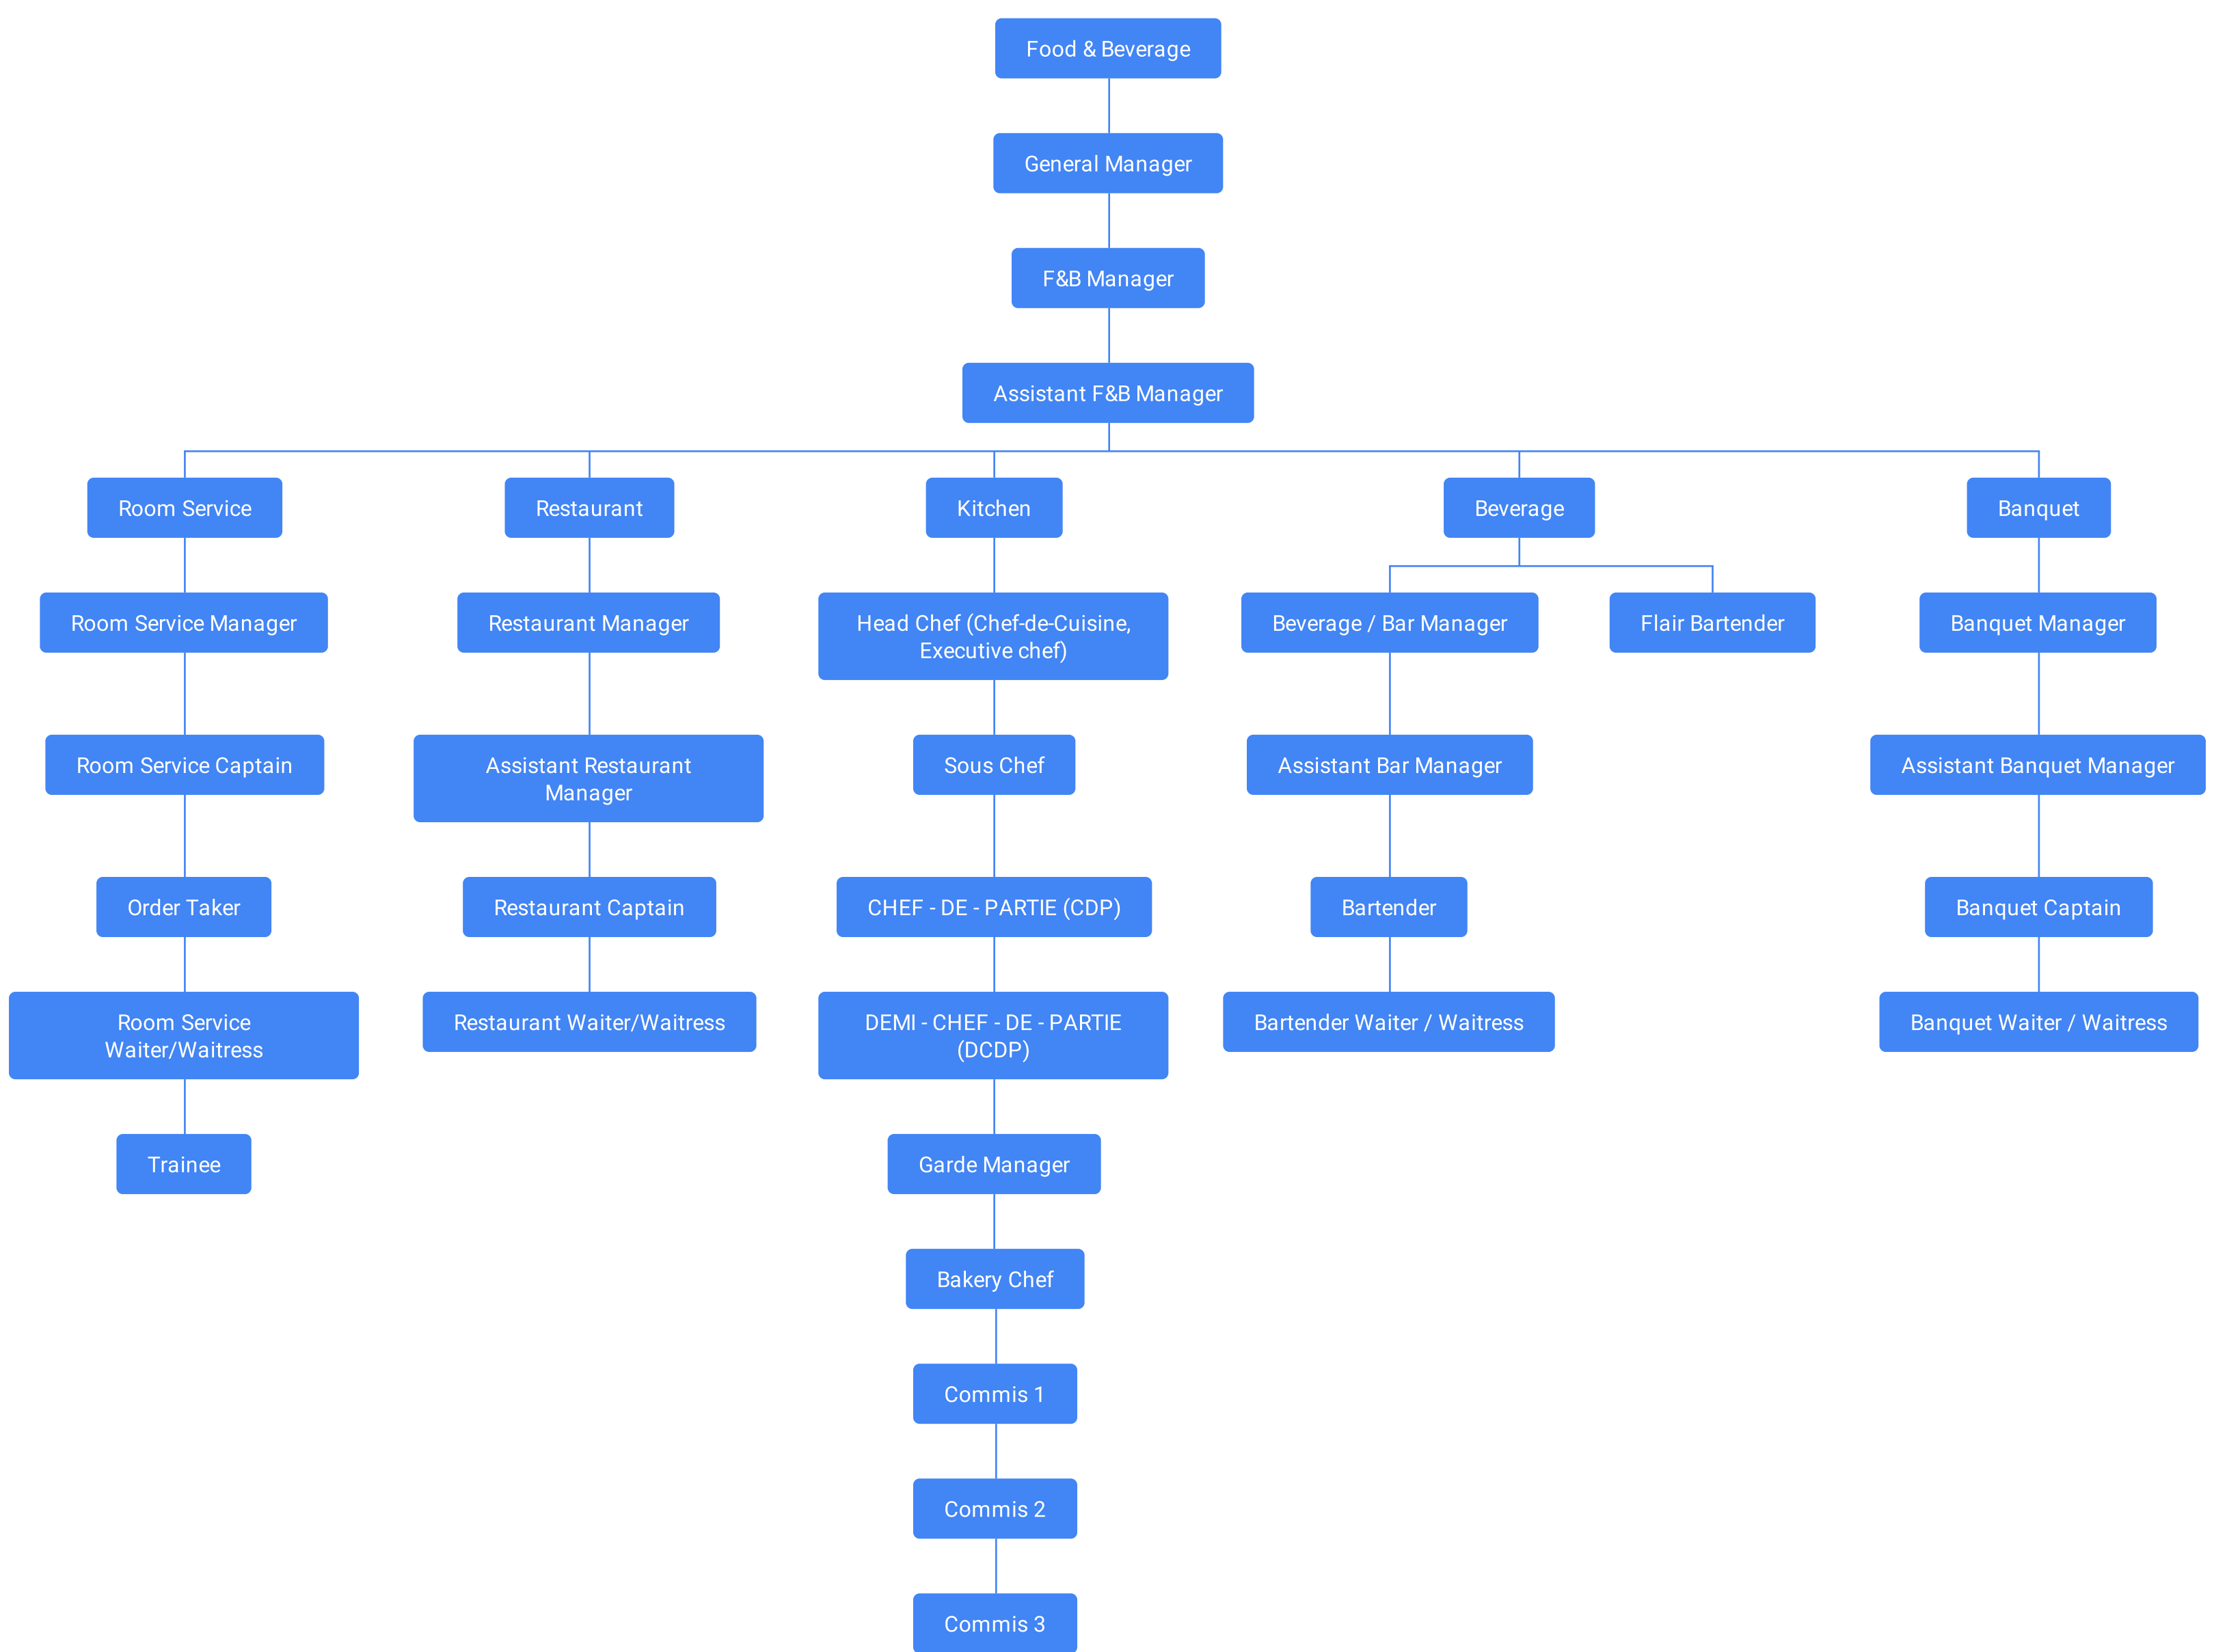 Food & Beverage
General Manager
F&B Manager
Assistant F&B Manager
Room Service
Restaurant
Kitchen
Beverage
Banquet
Room Service Manager
Restaurant Manager
Head Chef (Chef-de-Cuisine,
Executive chef)
Beverage / Bar Manager
Flair Bartender
Banquet Manager
Room Service Captain
Assistant Restaurant
Manager
Sous Chef
Assistant Bar Manager
Assistant Banquet Manager
Order Taker
Restaurant Captain
CHEF - DE - PARTIE (CDP)
Bartender
Banquet Captain
Room Service
Waiter/Waitress
Restaurant Waiter/Waitress
DEMI - CHEF - DE - PARTIE
(DCDP)
Bartender Waiter / Waitress
Banquet Waiter / Waitress
Trainee
Garde Manager
Bakery Chef
Commis 1
Commis 2
Commis 3